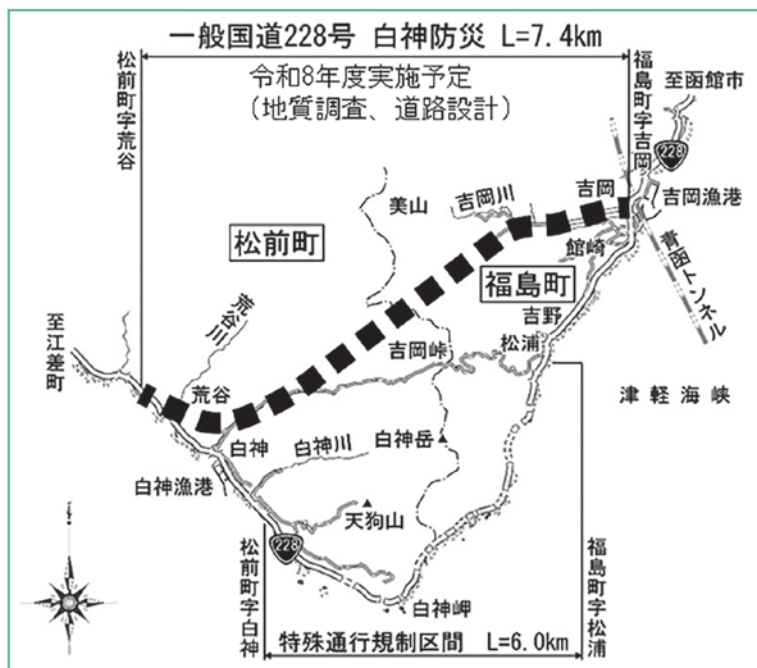 一般国道228号 白神防災 L=7.4km
令和8年度実施予定
(地質調査、道路設計)
松前町字荒谷
福島町字吉岡
至函館市
228
吉岡
吉岡川
美山
吉岡漁港
館崎
青函トンネル
松前町
福島町
荒谷川
吉野
至江差町
吉岡峠
松浦
荒谷
津軽海峡
白神
白神川
白神岳
白神漁港
天狗山
228
松前町字白神
福島町字松浦
白神岬
特殊通行規制区間 L=6.0km